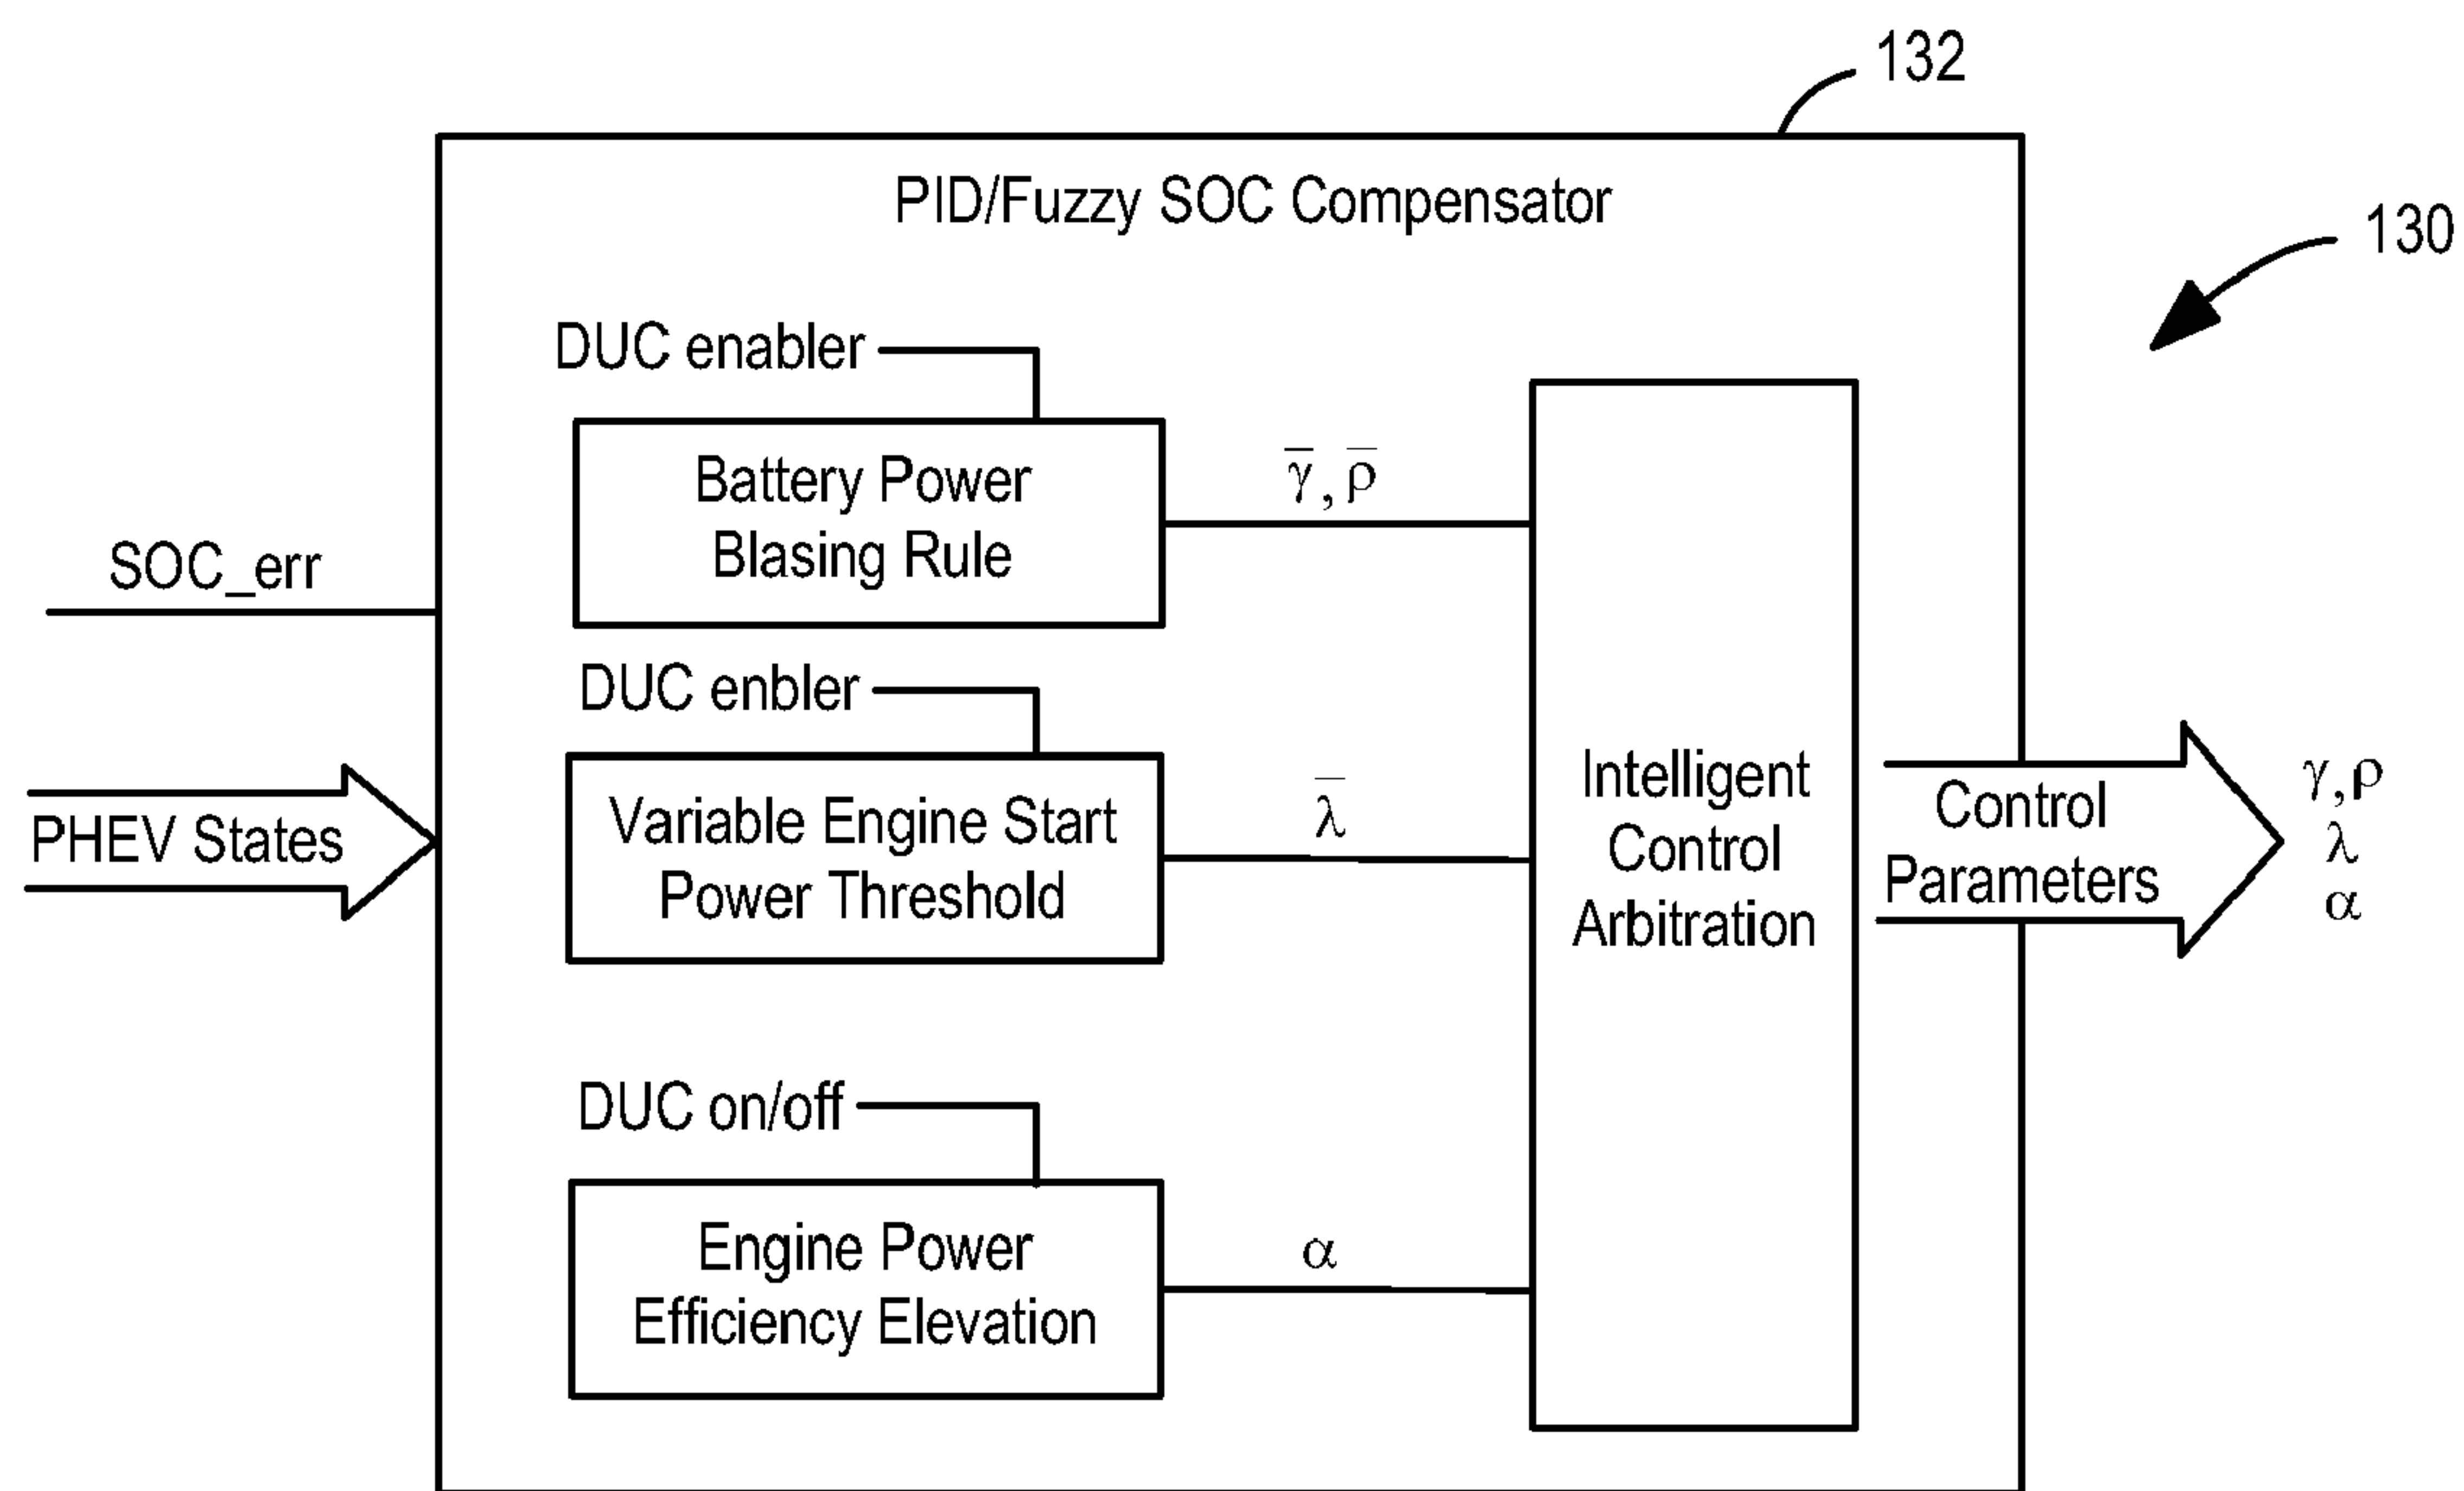 132
PID/Fuzzy SOC Compensator
130
DUC enabler
Battery Power
Blasing Rule
γ̅, ρ̅
SOC_err
DUC enbler
Variable Engine Start
Power Threshold
λ̅
PHEV States
Intelligent
Control
Arbitration
Control
Parameters
γ, ρ
λ
α
DUC on/off
Engine Power
Efficiency Elevation
α